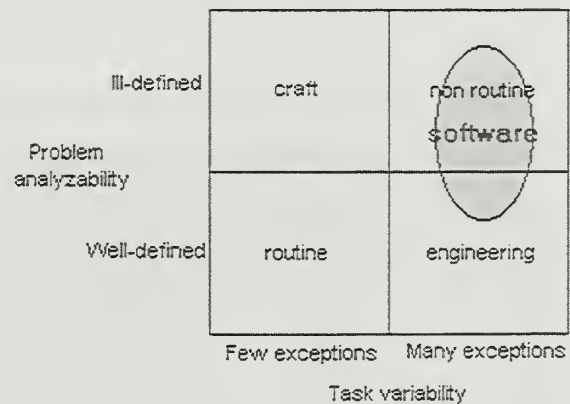 Ill-defined
craft
non routine
software
Problem
analyzability
Well-defined
routine
engineering
Few exceptions
Many exceptions
Task variability